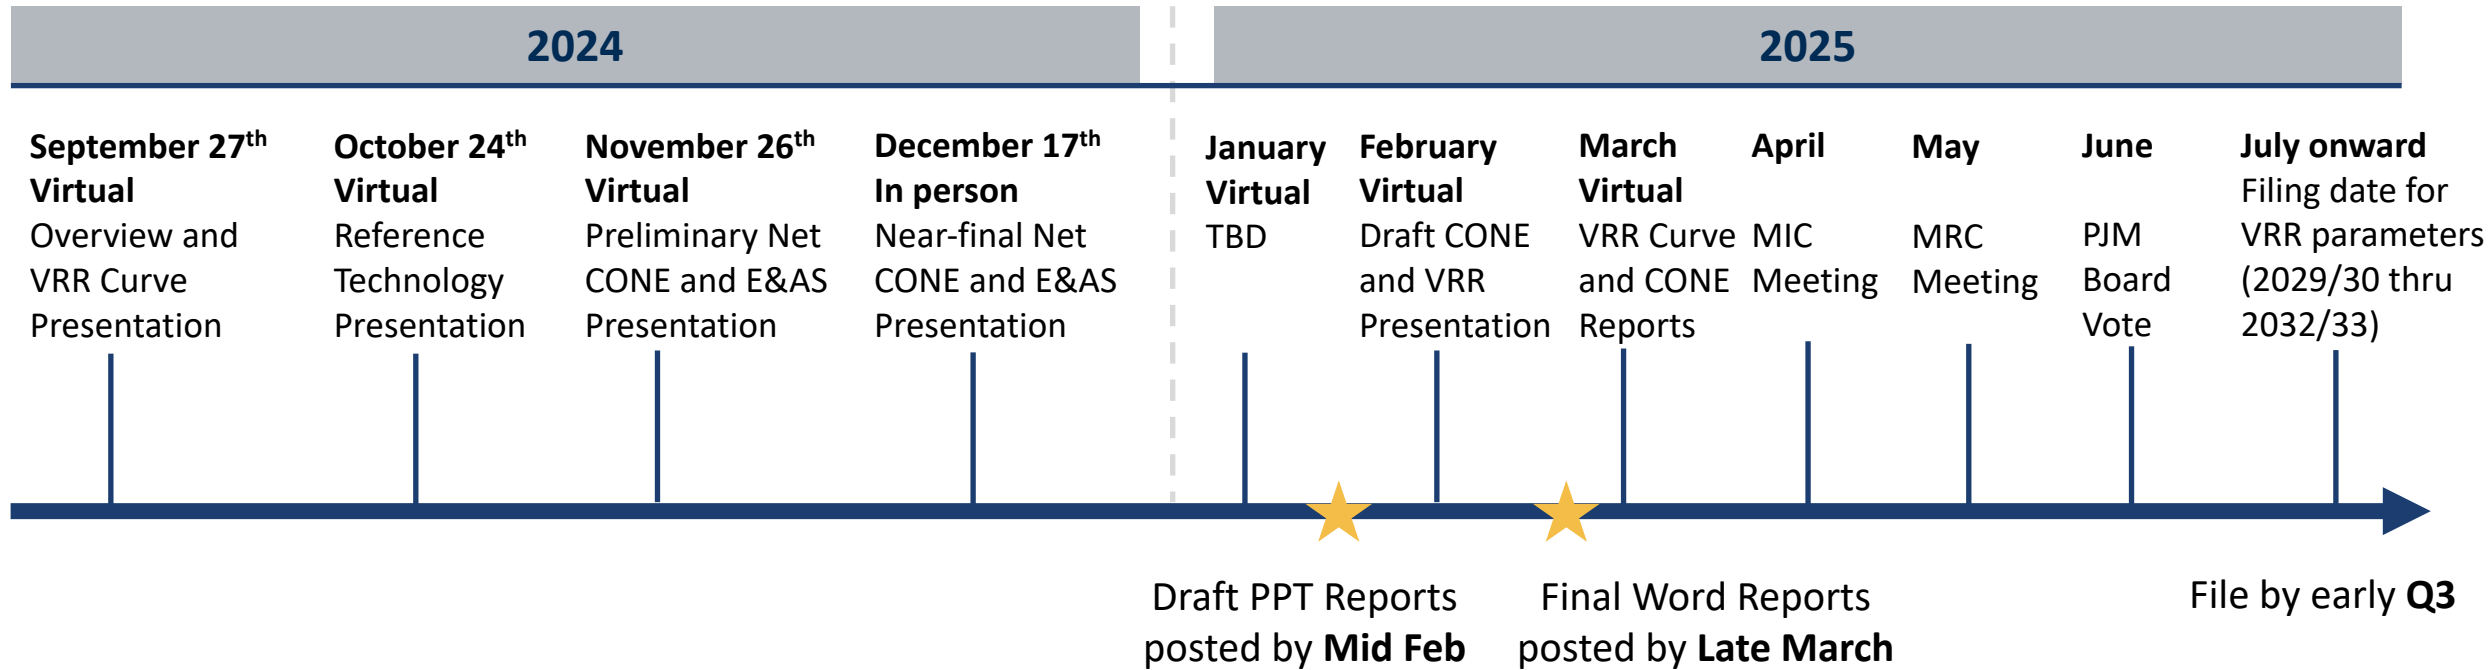 2024
2025
September 27th
Virtual
Overview and
VRR Curve
Presentation
October 24th
Virtual
Reference
Technology
Presentation
November 26th
Virtual
Preliminary Net
CONE and E&AS
Presentation
December 17th
In person
Near-final Net
CONE and E&AS
Presentation
January
Virtual
TBD
February
Virtual
Draft CONE
and VRR
Presentation
March
Virtual
VRR Curve
and CONE
Reports
April
MIC
Meeting
May
MRC
Meeting
June
PJM
Board
Vote
July onward
Filing date for
VRR parameters
(2029/30 thru
2032/33)
Draft PPT Reports
posted by Mid Feb
Final Word Reports
posted by Late March
File by early Q3